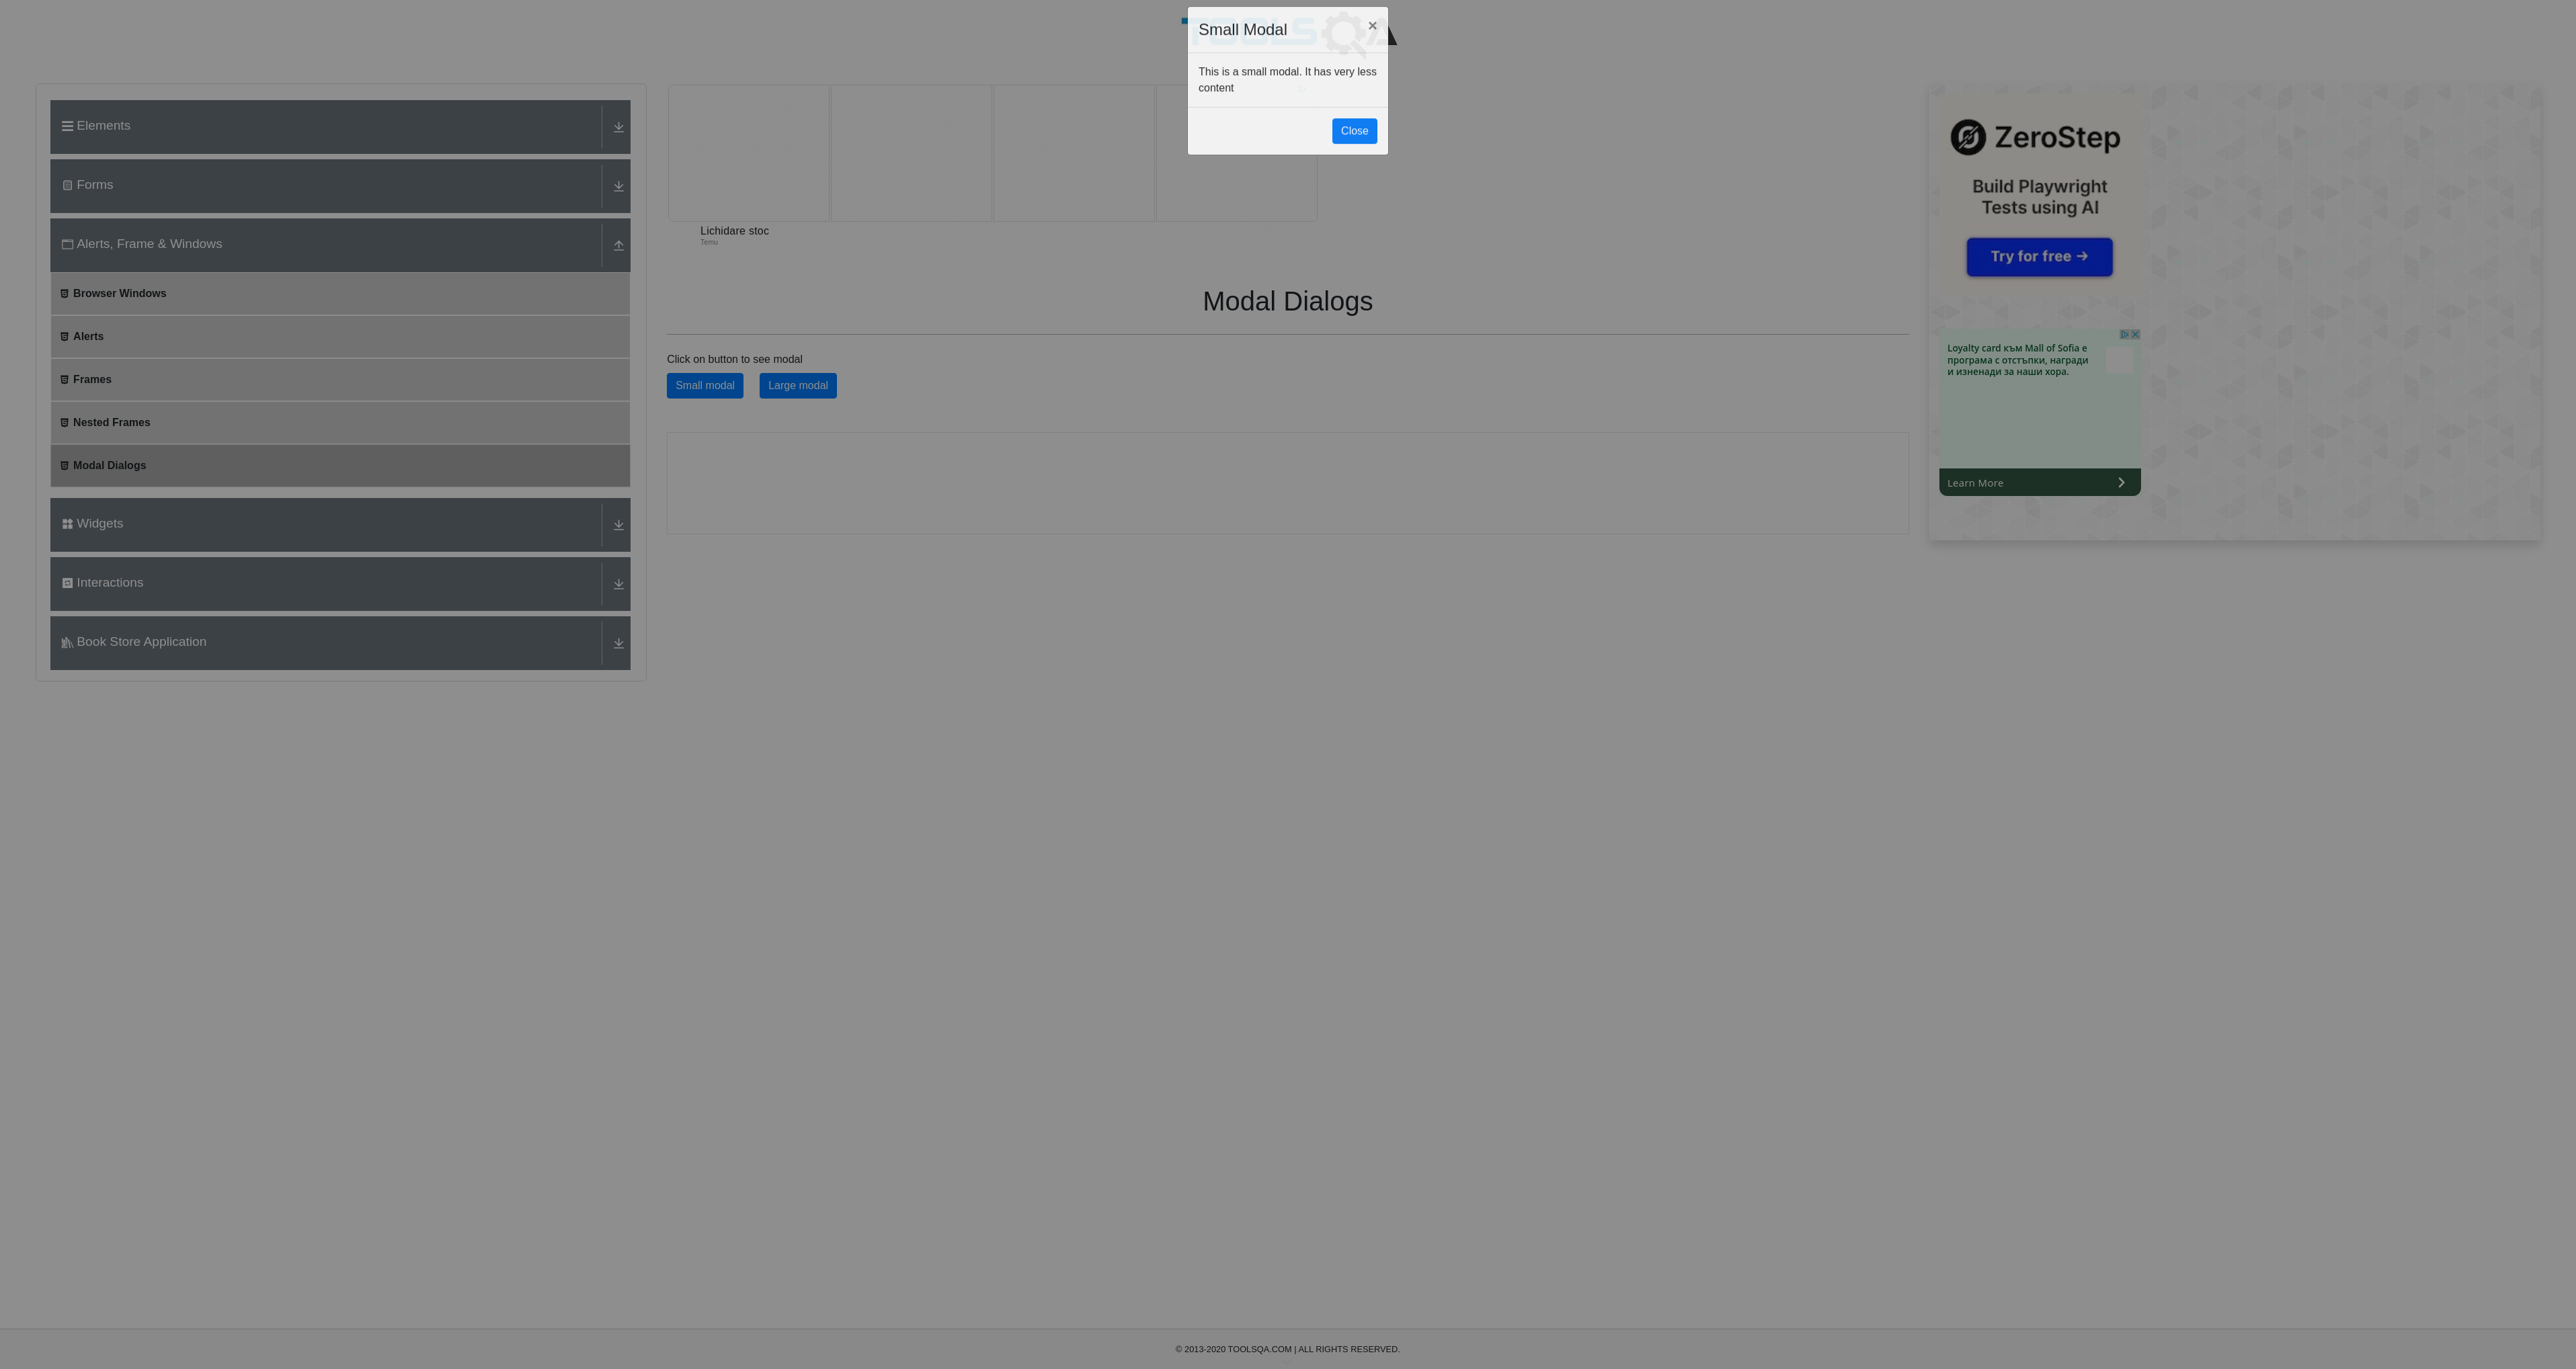 TOOLSQA
Small Modal
×
This is a small modal. It has very less
content
Close
Elements
Forms
Alerts, Frame & Windows
Browser Windows
Alerts
Frames
Nested Frames
Modal Dialogs
Widgets
Interactions
Book Store Application
Lichidare stoc
Temu
Modal Dialogs
Click on button to see modal
Small modal Large modal
ZeroStep
Build Playwright
Tests using AI
Try for free →
Loyalty card към Mall of Sofia е
програма с отстъпки, награди
и изненади за наши хора.
Learn More
© 2013-2020 TOOLSQA.COM | ALL RIGHTS RESERVED.